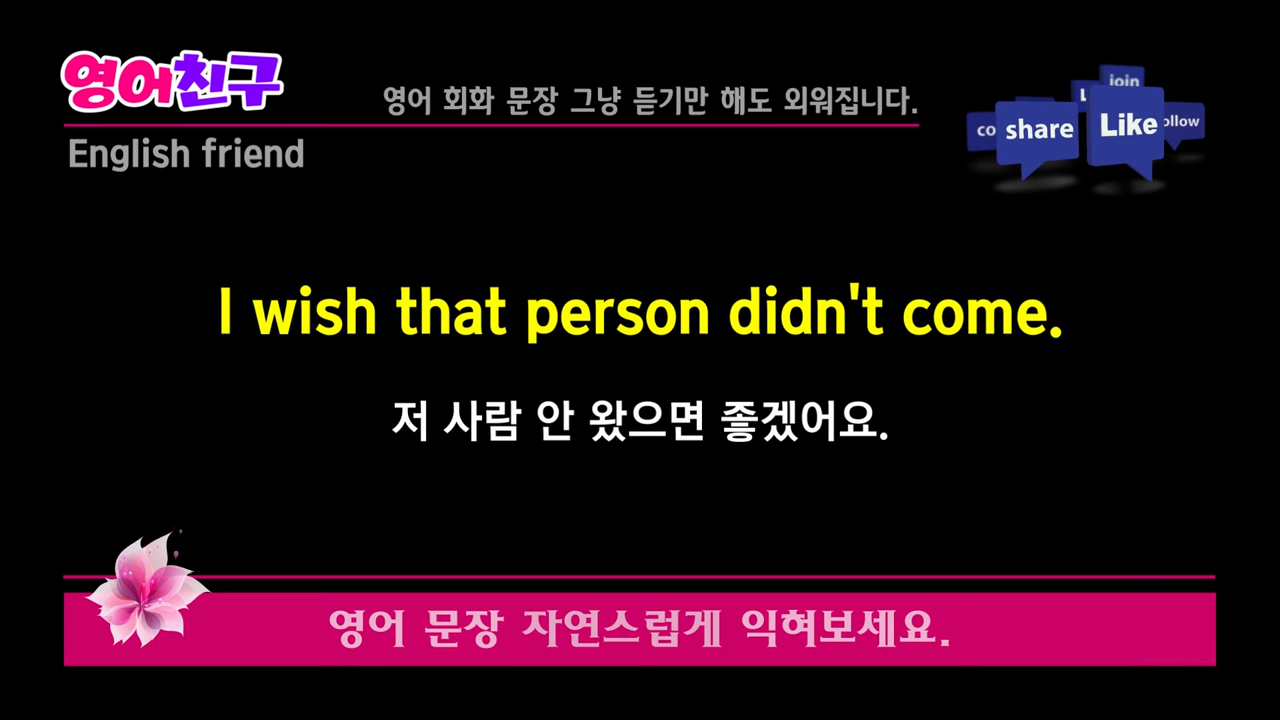 영어친구
영어 회화 문장 그냥 듣기만 해도 외워집니다.
English friend
join
share
Like
I wish that person didn't come.
저 사람 안 왔으면 좋겠어요.
영어 문장 자연스럽게 익혀보세요.